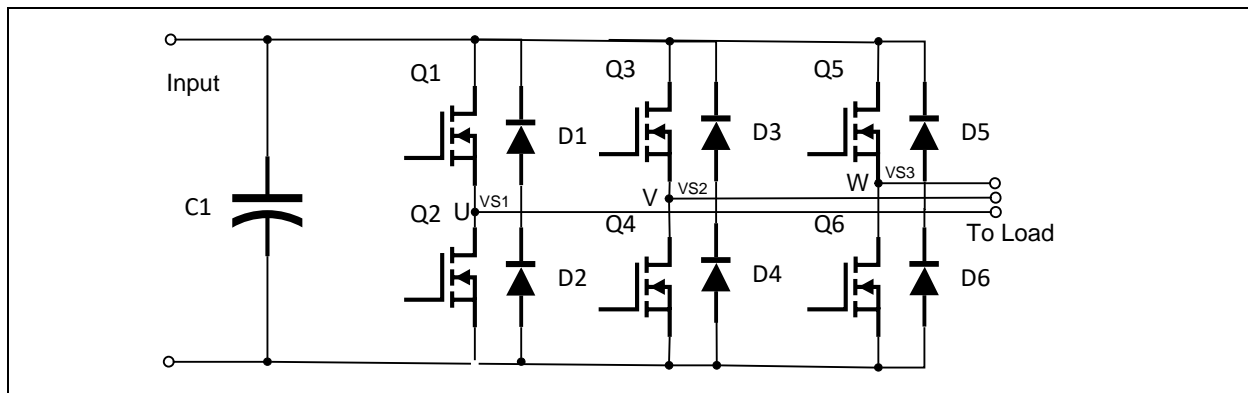 Q1
Q3
Q5
Input
D1
D3
D5
C1
U
VS1
V
VS2
W
VS3
Q2
Q4
Q6
To Load
D2
D4
D6